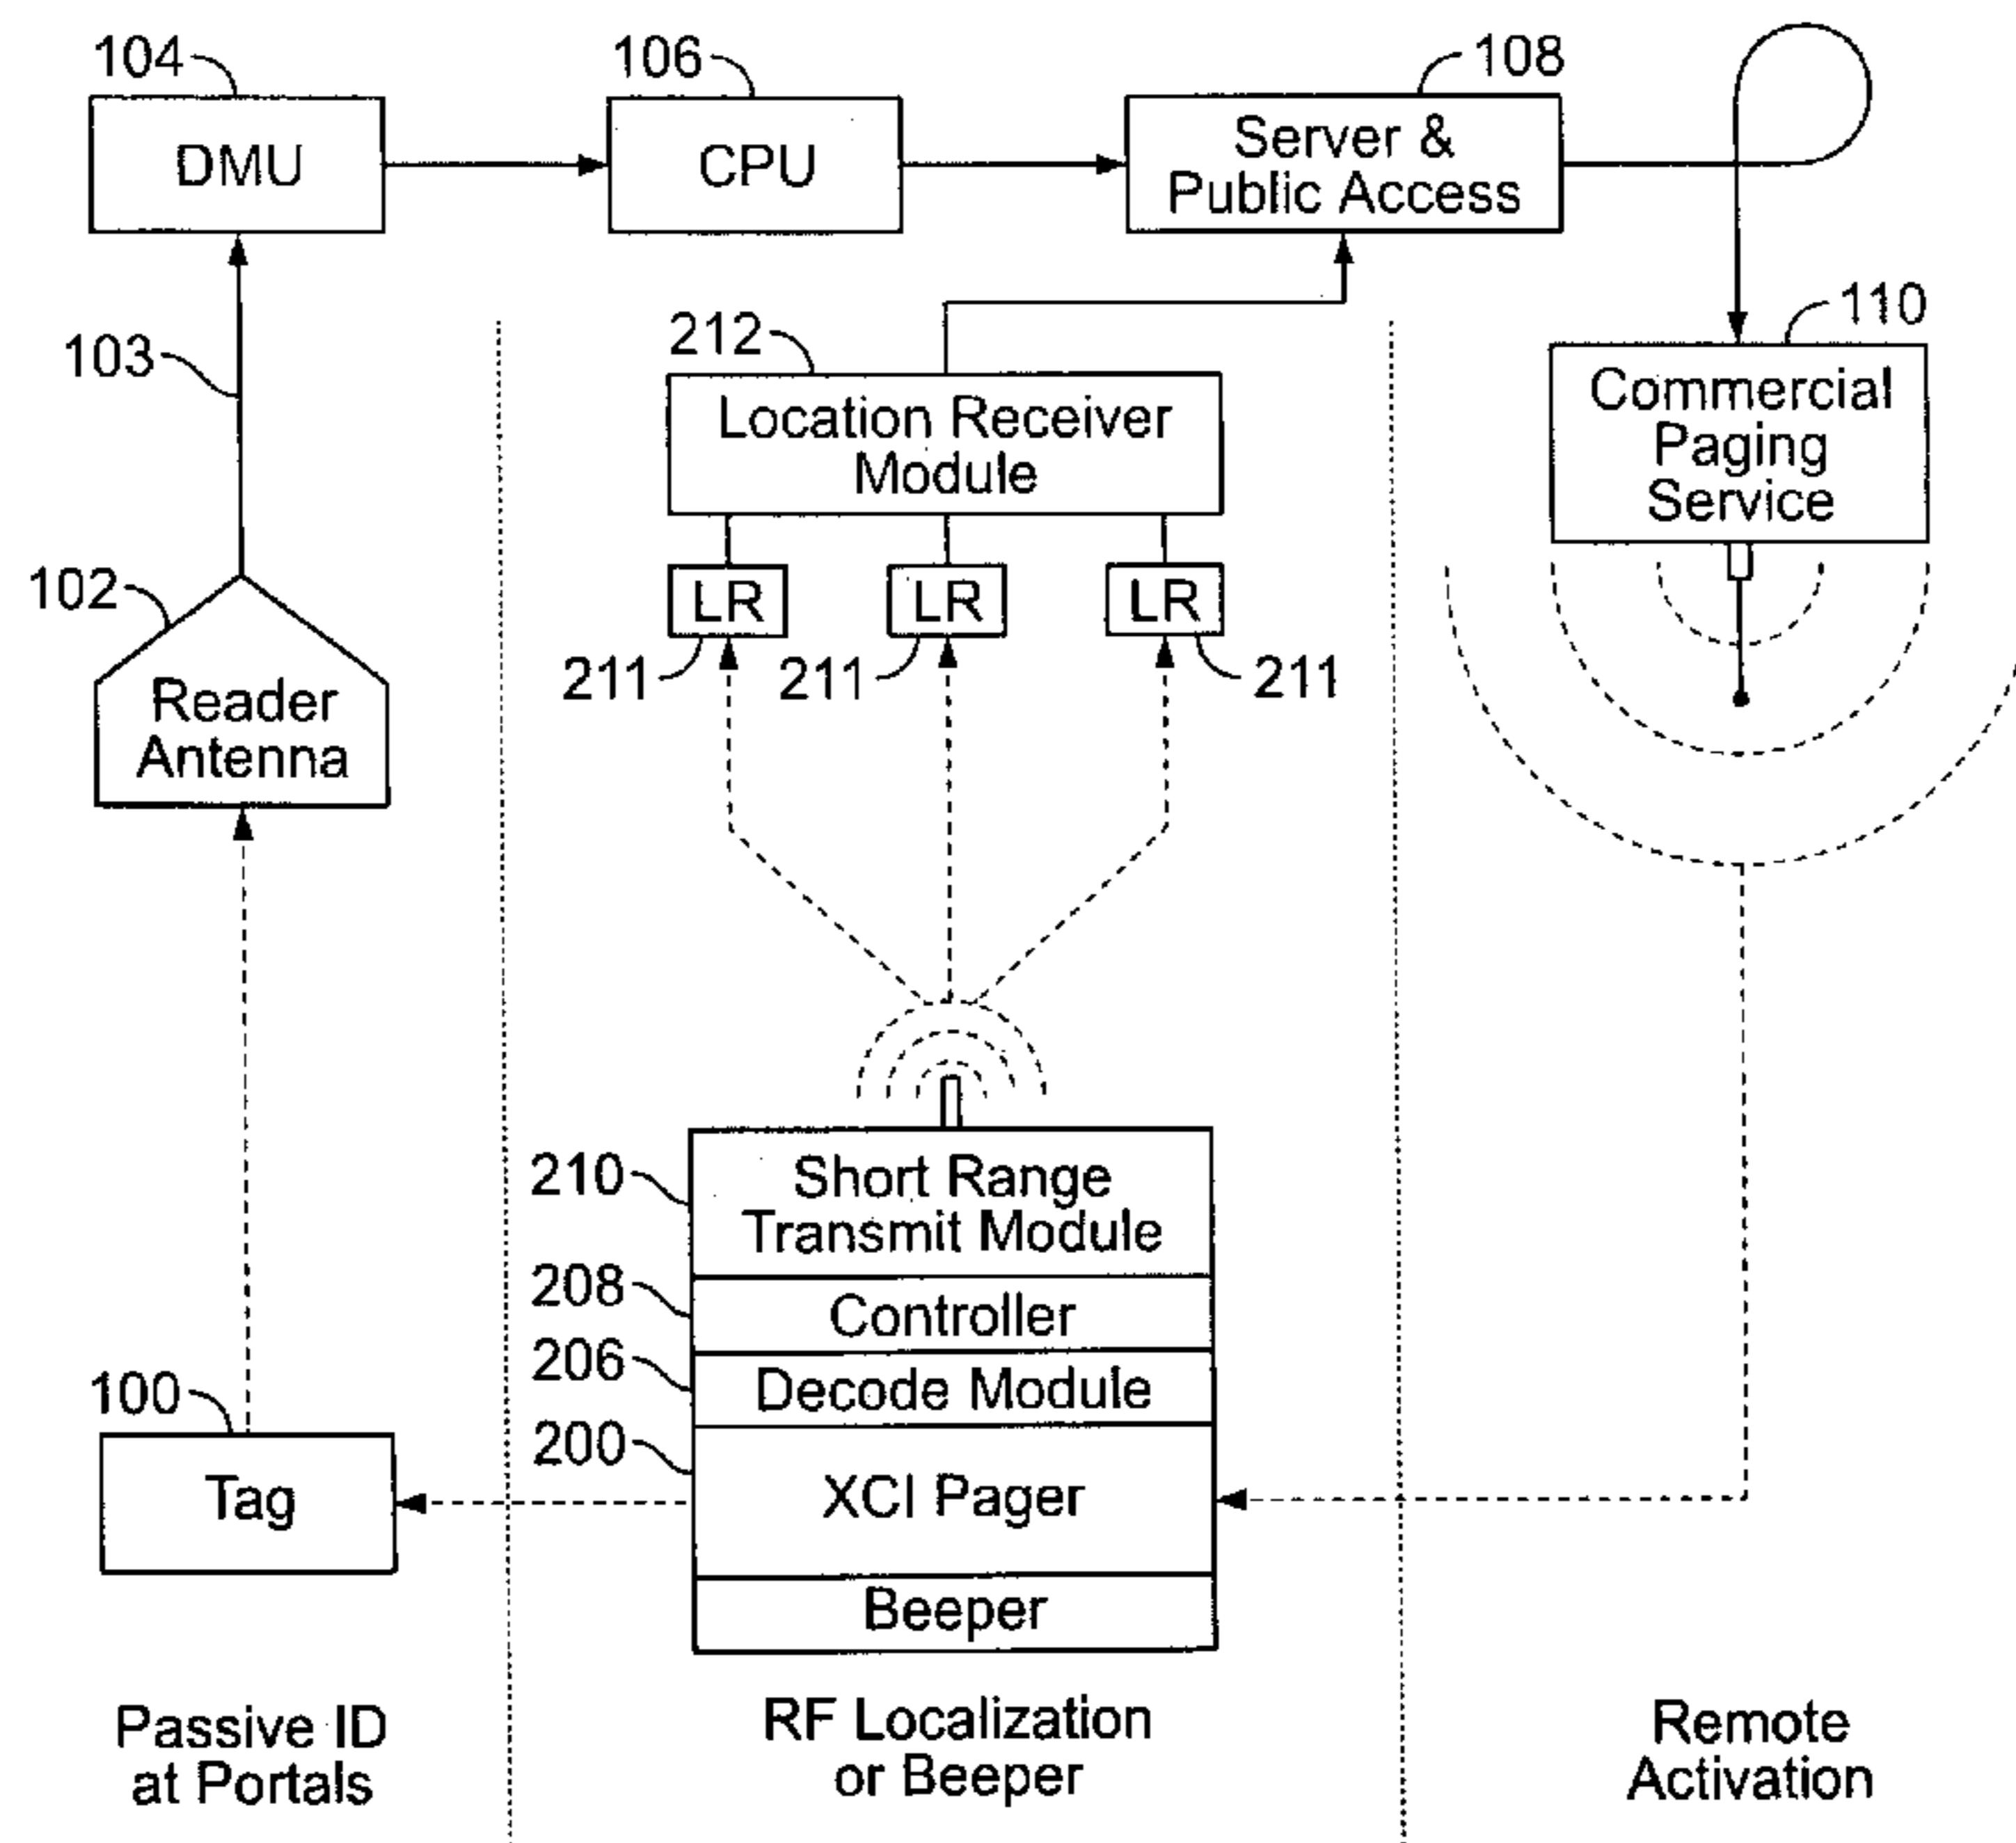 104
106
108
DMU
CPU
Server &
Public Access
110
103
212
Location Receiver
Module
Commercial
Paging
Service
102
LR
LR
LR
211
211
211
Reader
Antenna
210
Short Range
Transmit Module
208
Controller
206
Decode Module
100
200
Tag
XCI Pager
Beeper
Passive ID
at Portals
RF Localization
or Beeper
Remote
Activation